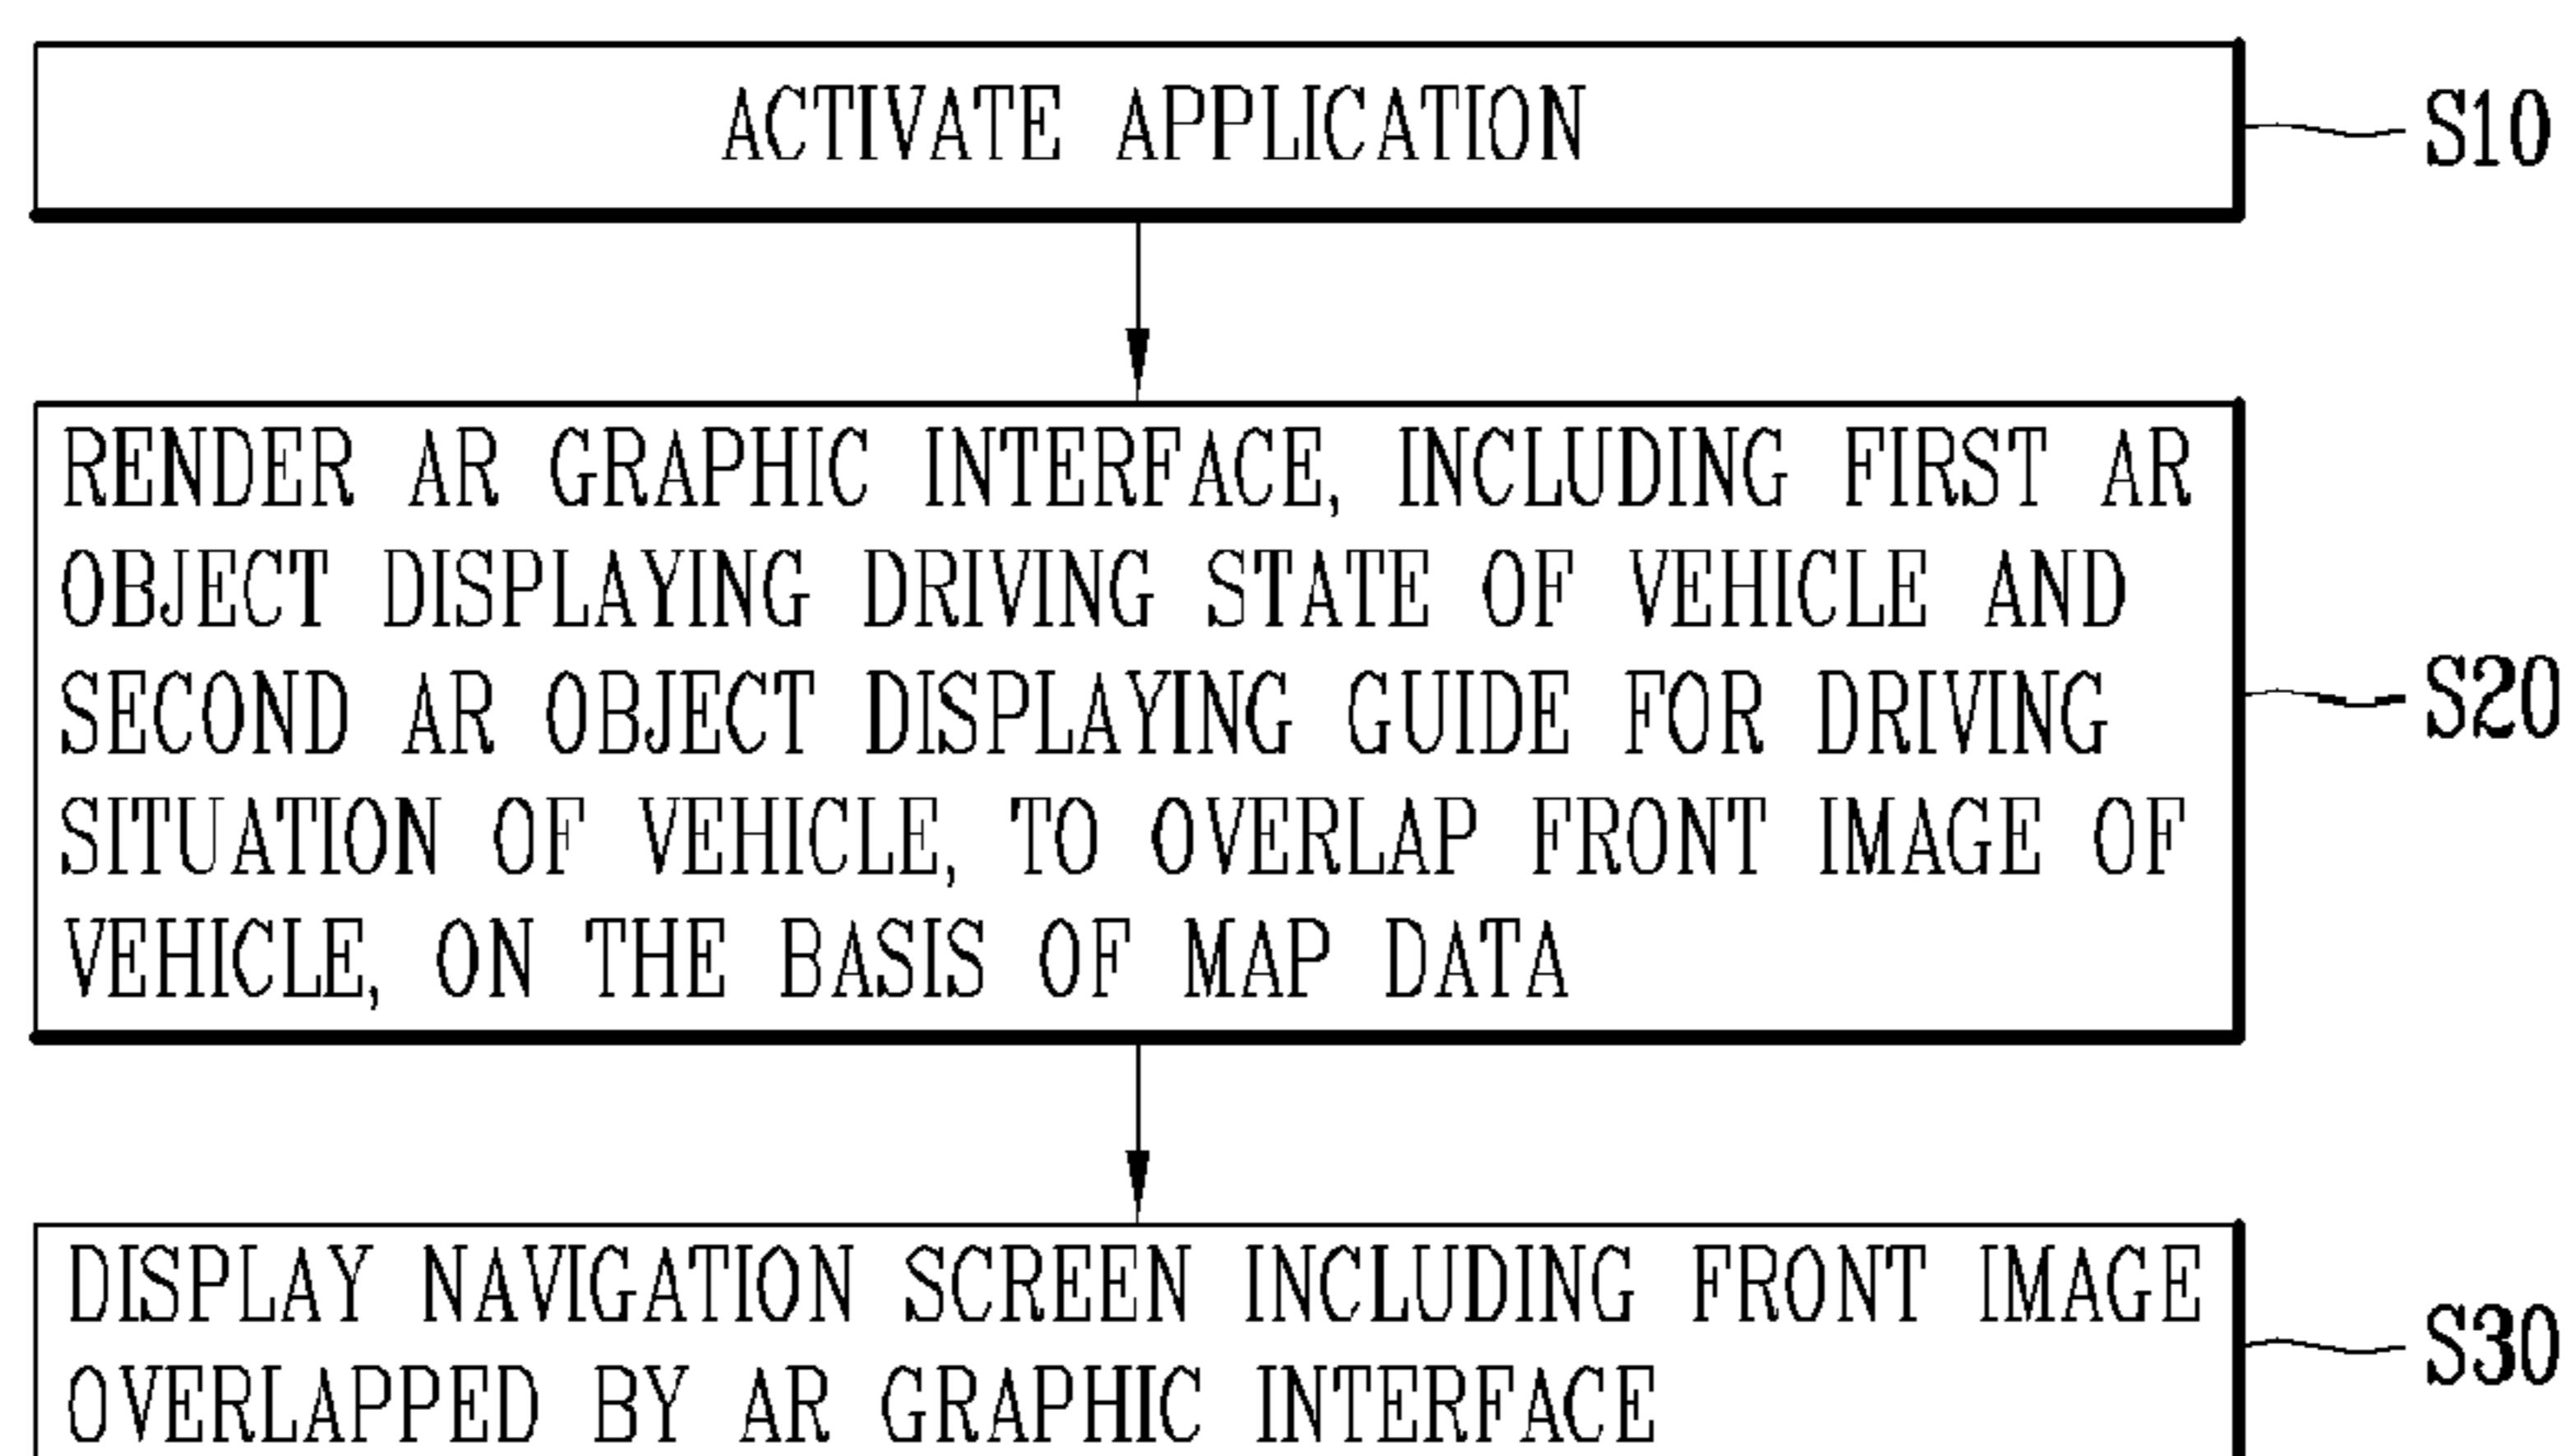 ACTIVATE APPLICATION
S10
RENDER AR GRAPHIC INTERFACE, INCLUDING FIRST AR
OBJECT DISPLAYING DRIVING STATE OF VEHICLE AND
SECOND AR OBJECT DISPLAYING GUIDE FOR DRIVING
SITUATION OF VEHICLE, TO OVERLAP FRONT IMAGE OF
VEHICLE, ON THE BASIS OF MAP DATA
S20
DISPLAY NAVIGATION SCREEN INCLUDING FRONT IMAGE
OVERLAPPED BY AR GRAPHIC INTERFACE
S30